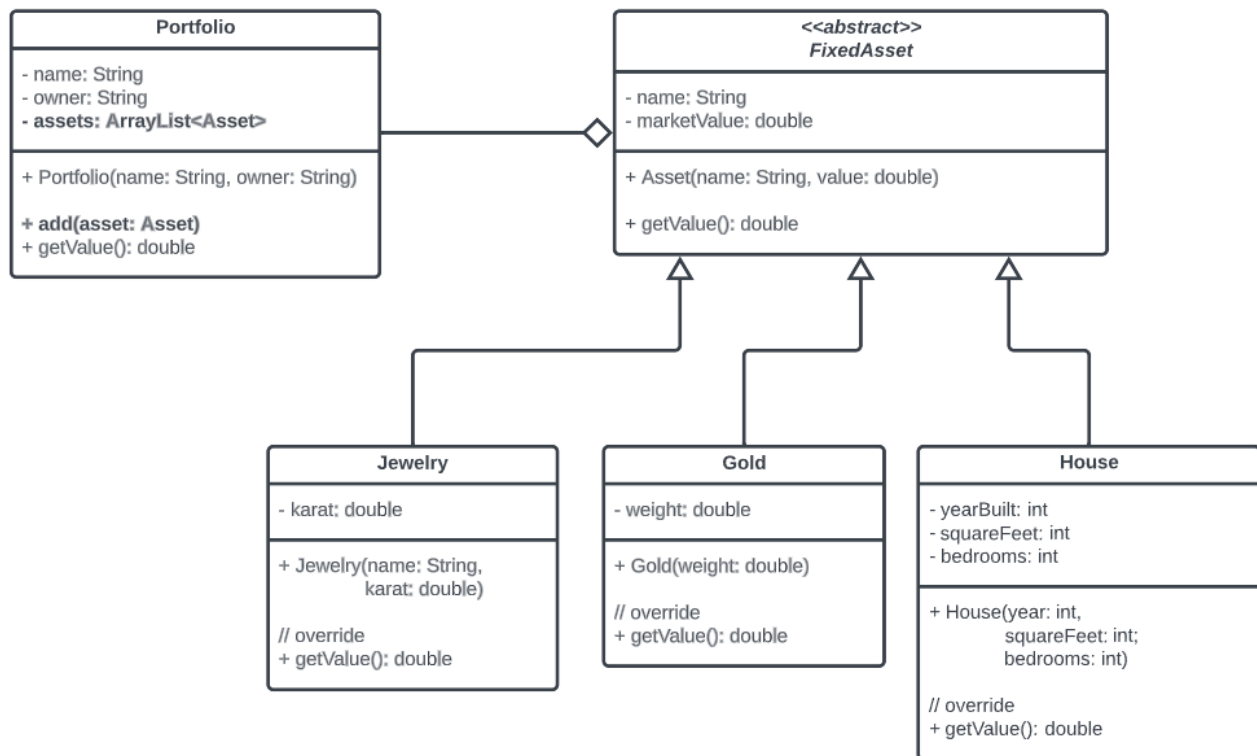 Portfolio
- name: String
- owner: String
- assets: ArrayList<Asset>
+ Portfolio(name: String, owner: String)
+ add(asset: Asset)
+ getValue(): double
<<abstract>>
FixedAsset
- name: String
- marketValue: double
+ Asset(name: String, value: double)
+ getValue(): double
Jewelry
- karat: double
+ Jewelry(name: String,
karat: double)
// override
+ getValue(): double
Gold
- weight: double
+ Gold(weight: double)
// override
+ getValue(): double
House
- yearBuilt: int
- squareFeet: int
- bedrooms: int
+ House(year: int,
squareFeet: int;
bedrooms: int)
// override
+ getValue(): double